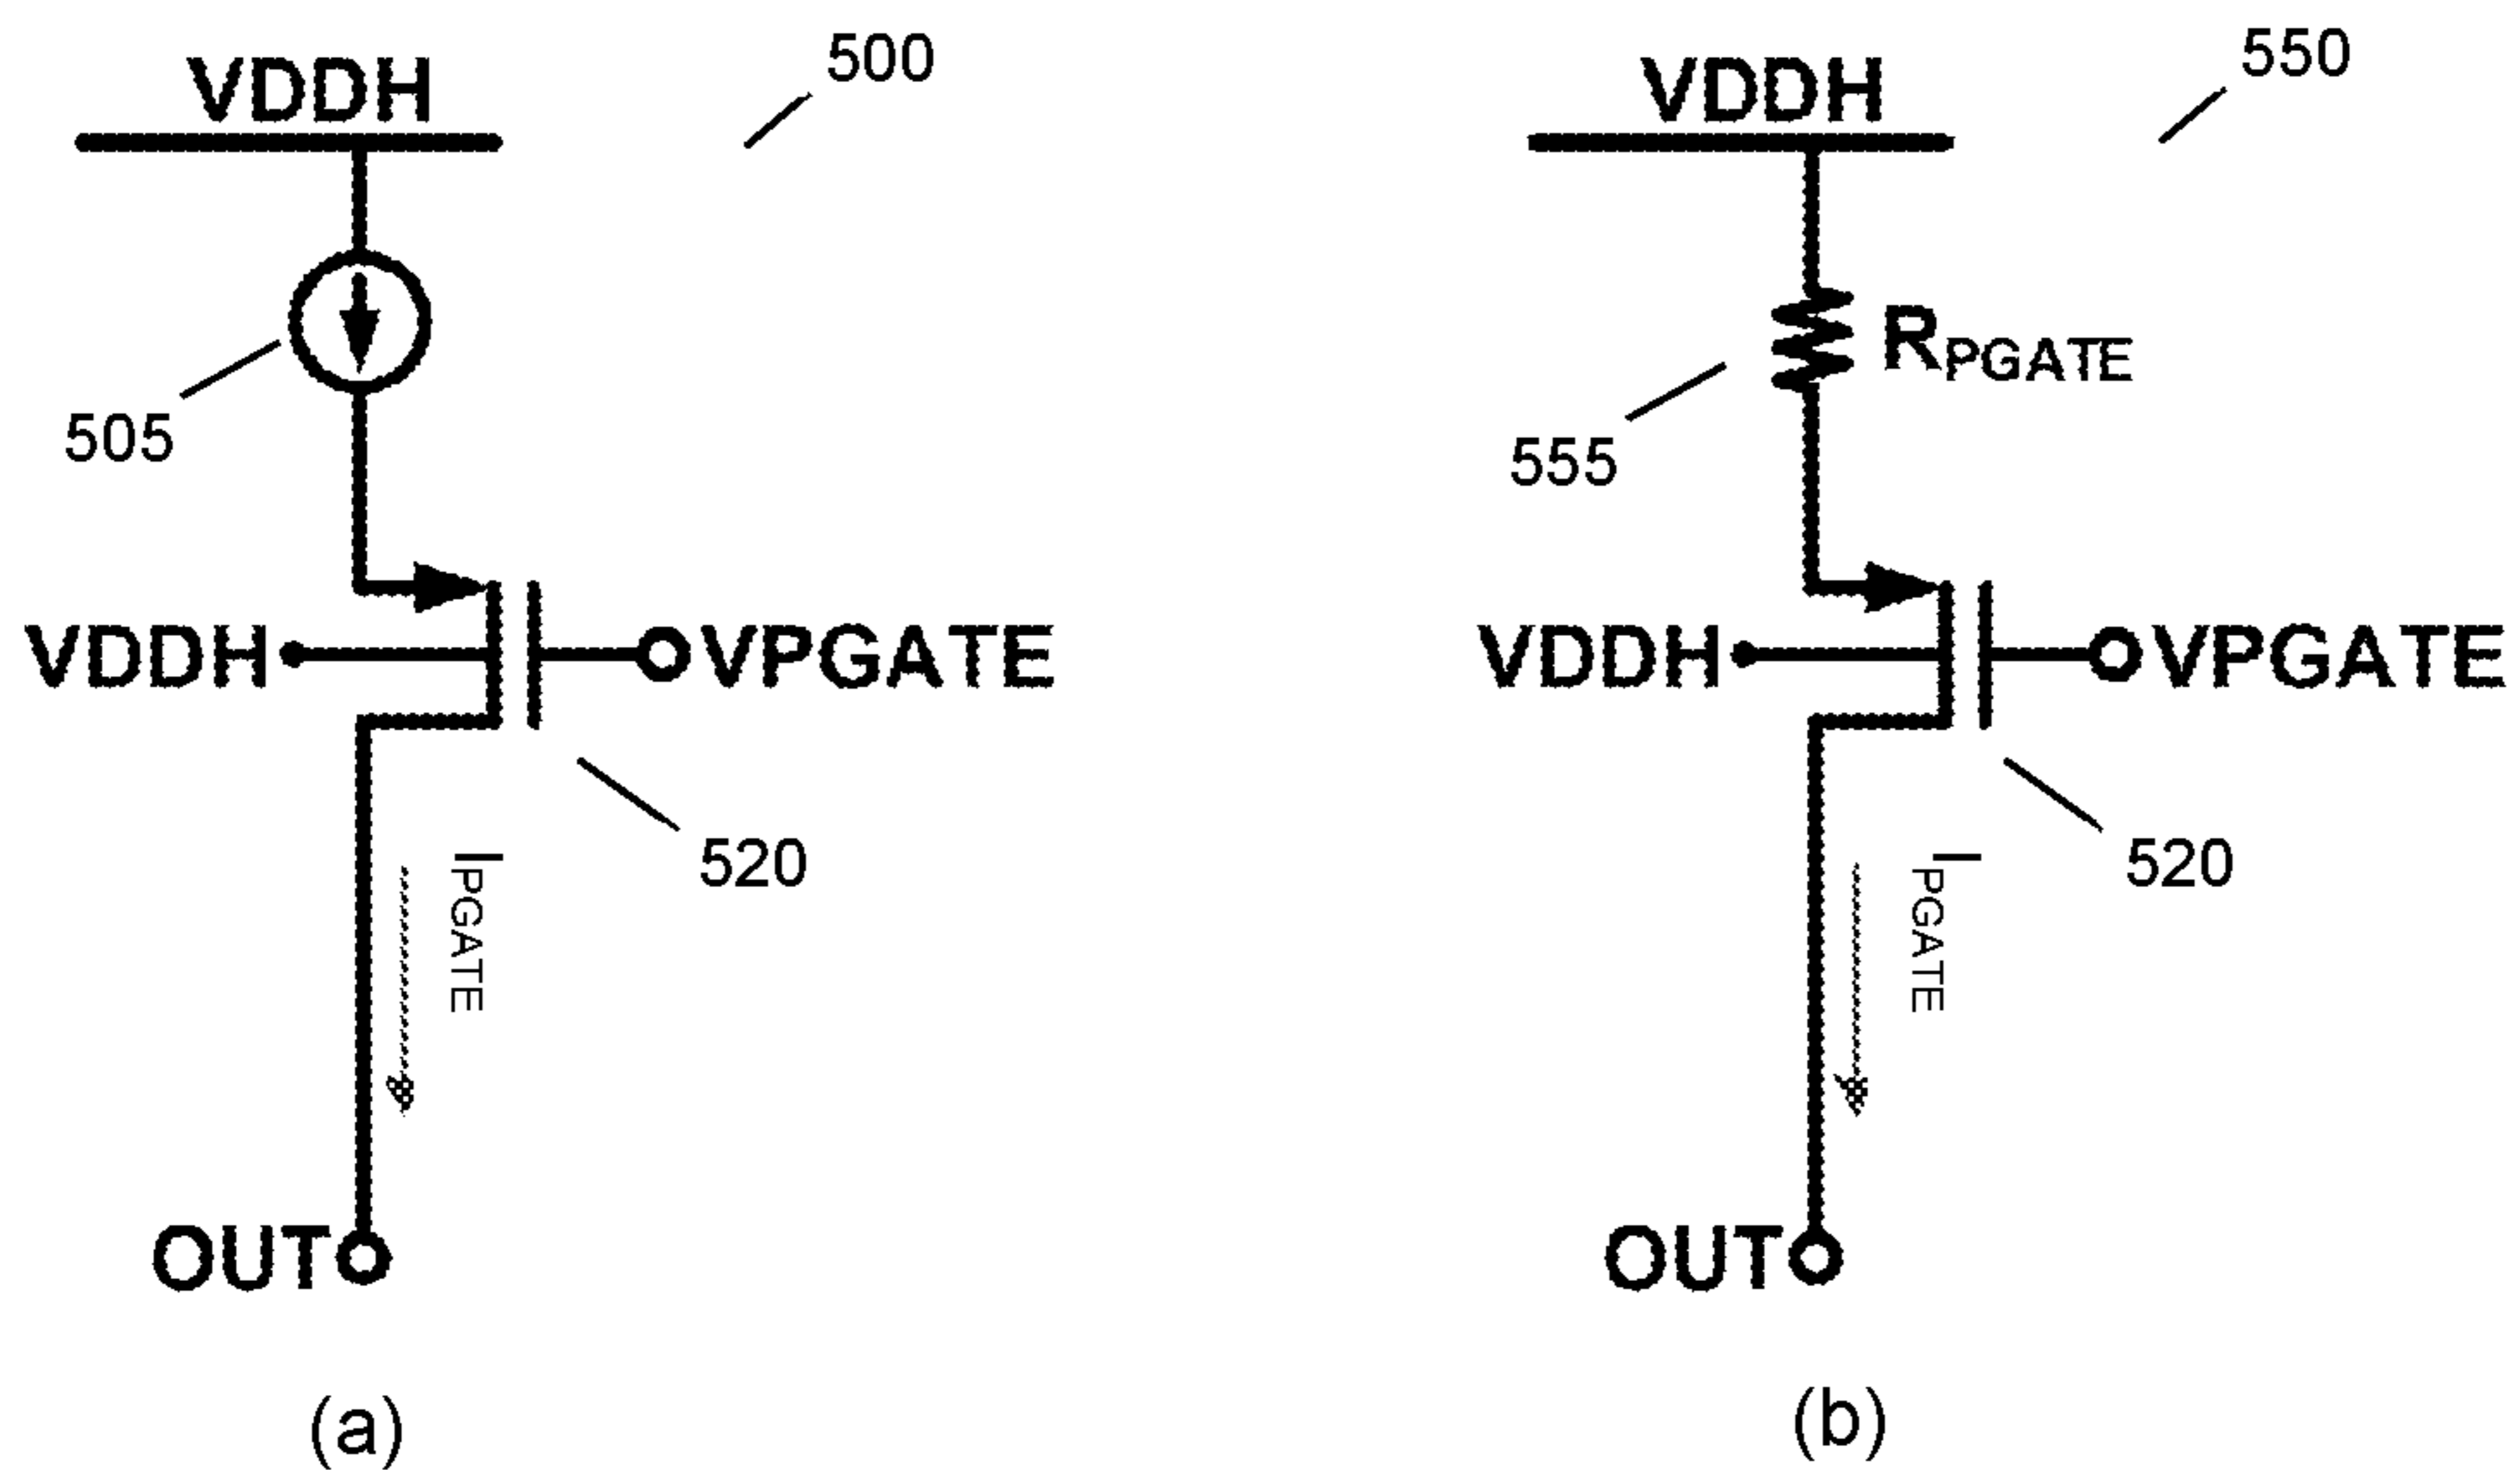 500
VDDH
505
VDDH
VPGATE
520
IPGATE
OUT
(a)
550
VDDH
RPGATE
555
VDDH
VPGATE
520
IPGATE
OUT
(b)